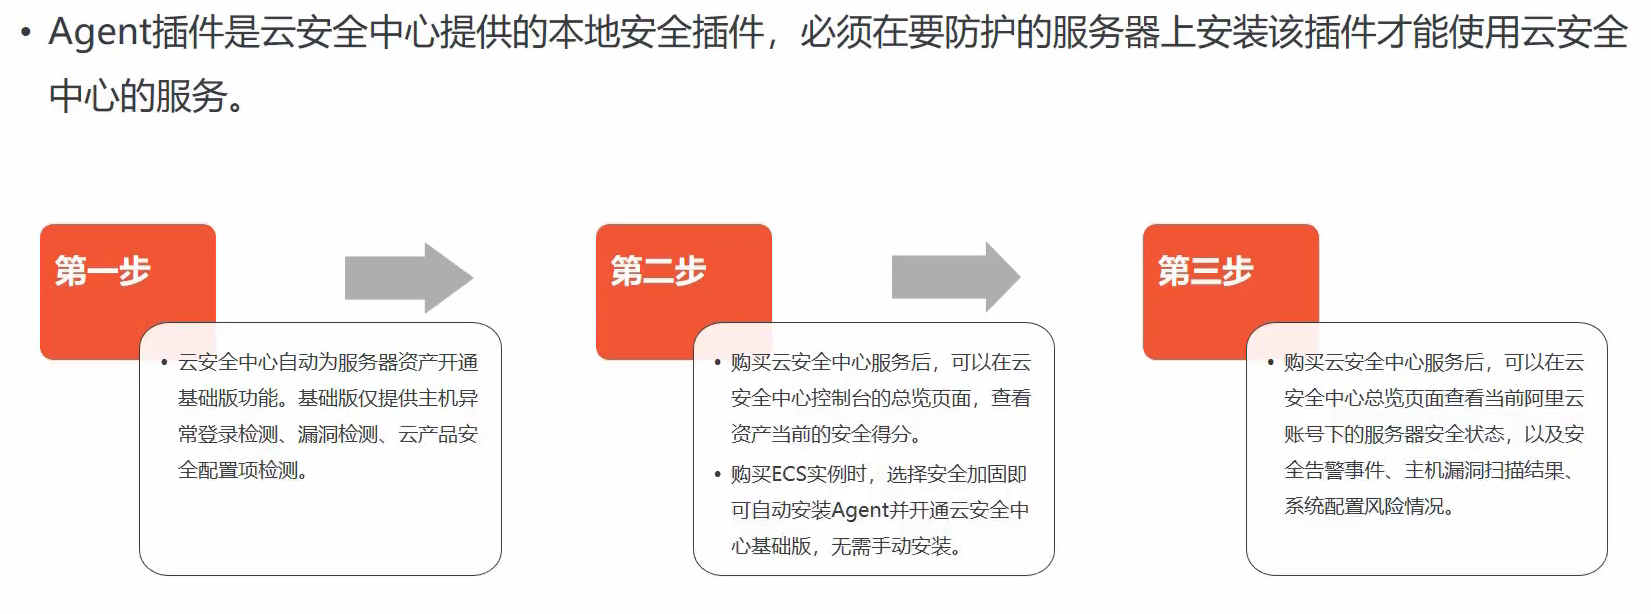 • Agent插件是云安全中心提供的本地安全插件，必须在要防护的服务器上安装该插件才能使用云安全
中心的服务。
第一步
• 云安全中心自动为服务器资产开通
基础版功能。基础版仅提供主机异
常登录检测、漏洞检测、云产品安
全配置项检测。
第二步
• 购买云安全中心服务后，可以在云
安全中心控制台的总览页面，查看
资产当前的安全得分。
• 购买ECS实例时，选择安全加固即
可自动安装Agent并开通云安全中
心基础版，无需手动安装。
第三步
• 购买云安全中心服务后，可以在云
安全中心总览页面查看当前阿里云
账号下的服务器安全状态，以及安
全告警事件、主机漏洞扫描结果、
系统配置风险情况。